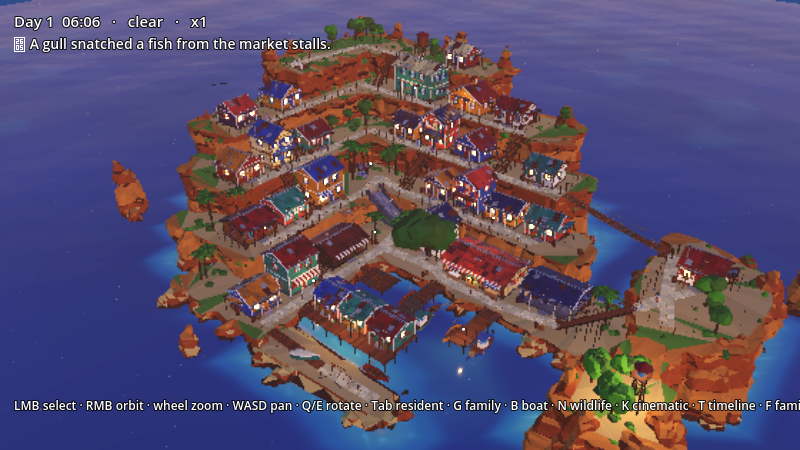 Day 1 06:06 · clear · x1
A gull snatched a fish from the market stalls.
LMB select · RMB orbit · wheel zoom · WASD pan · Q/E rotate · Tab resident · G family · B boat · N wildlife · K cinematic · T timeline · F fami